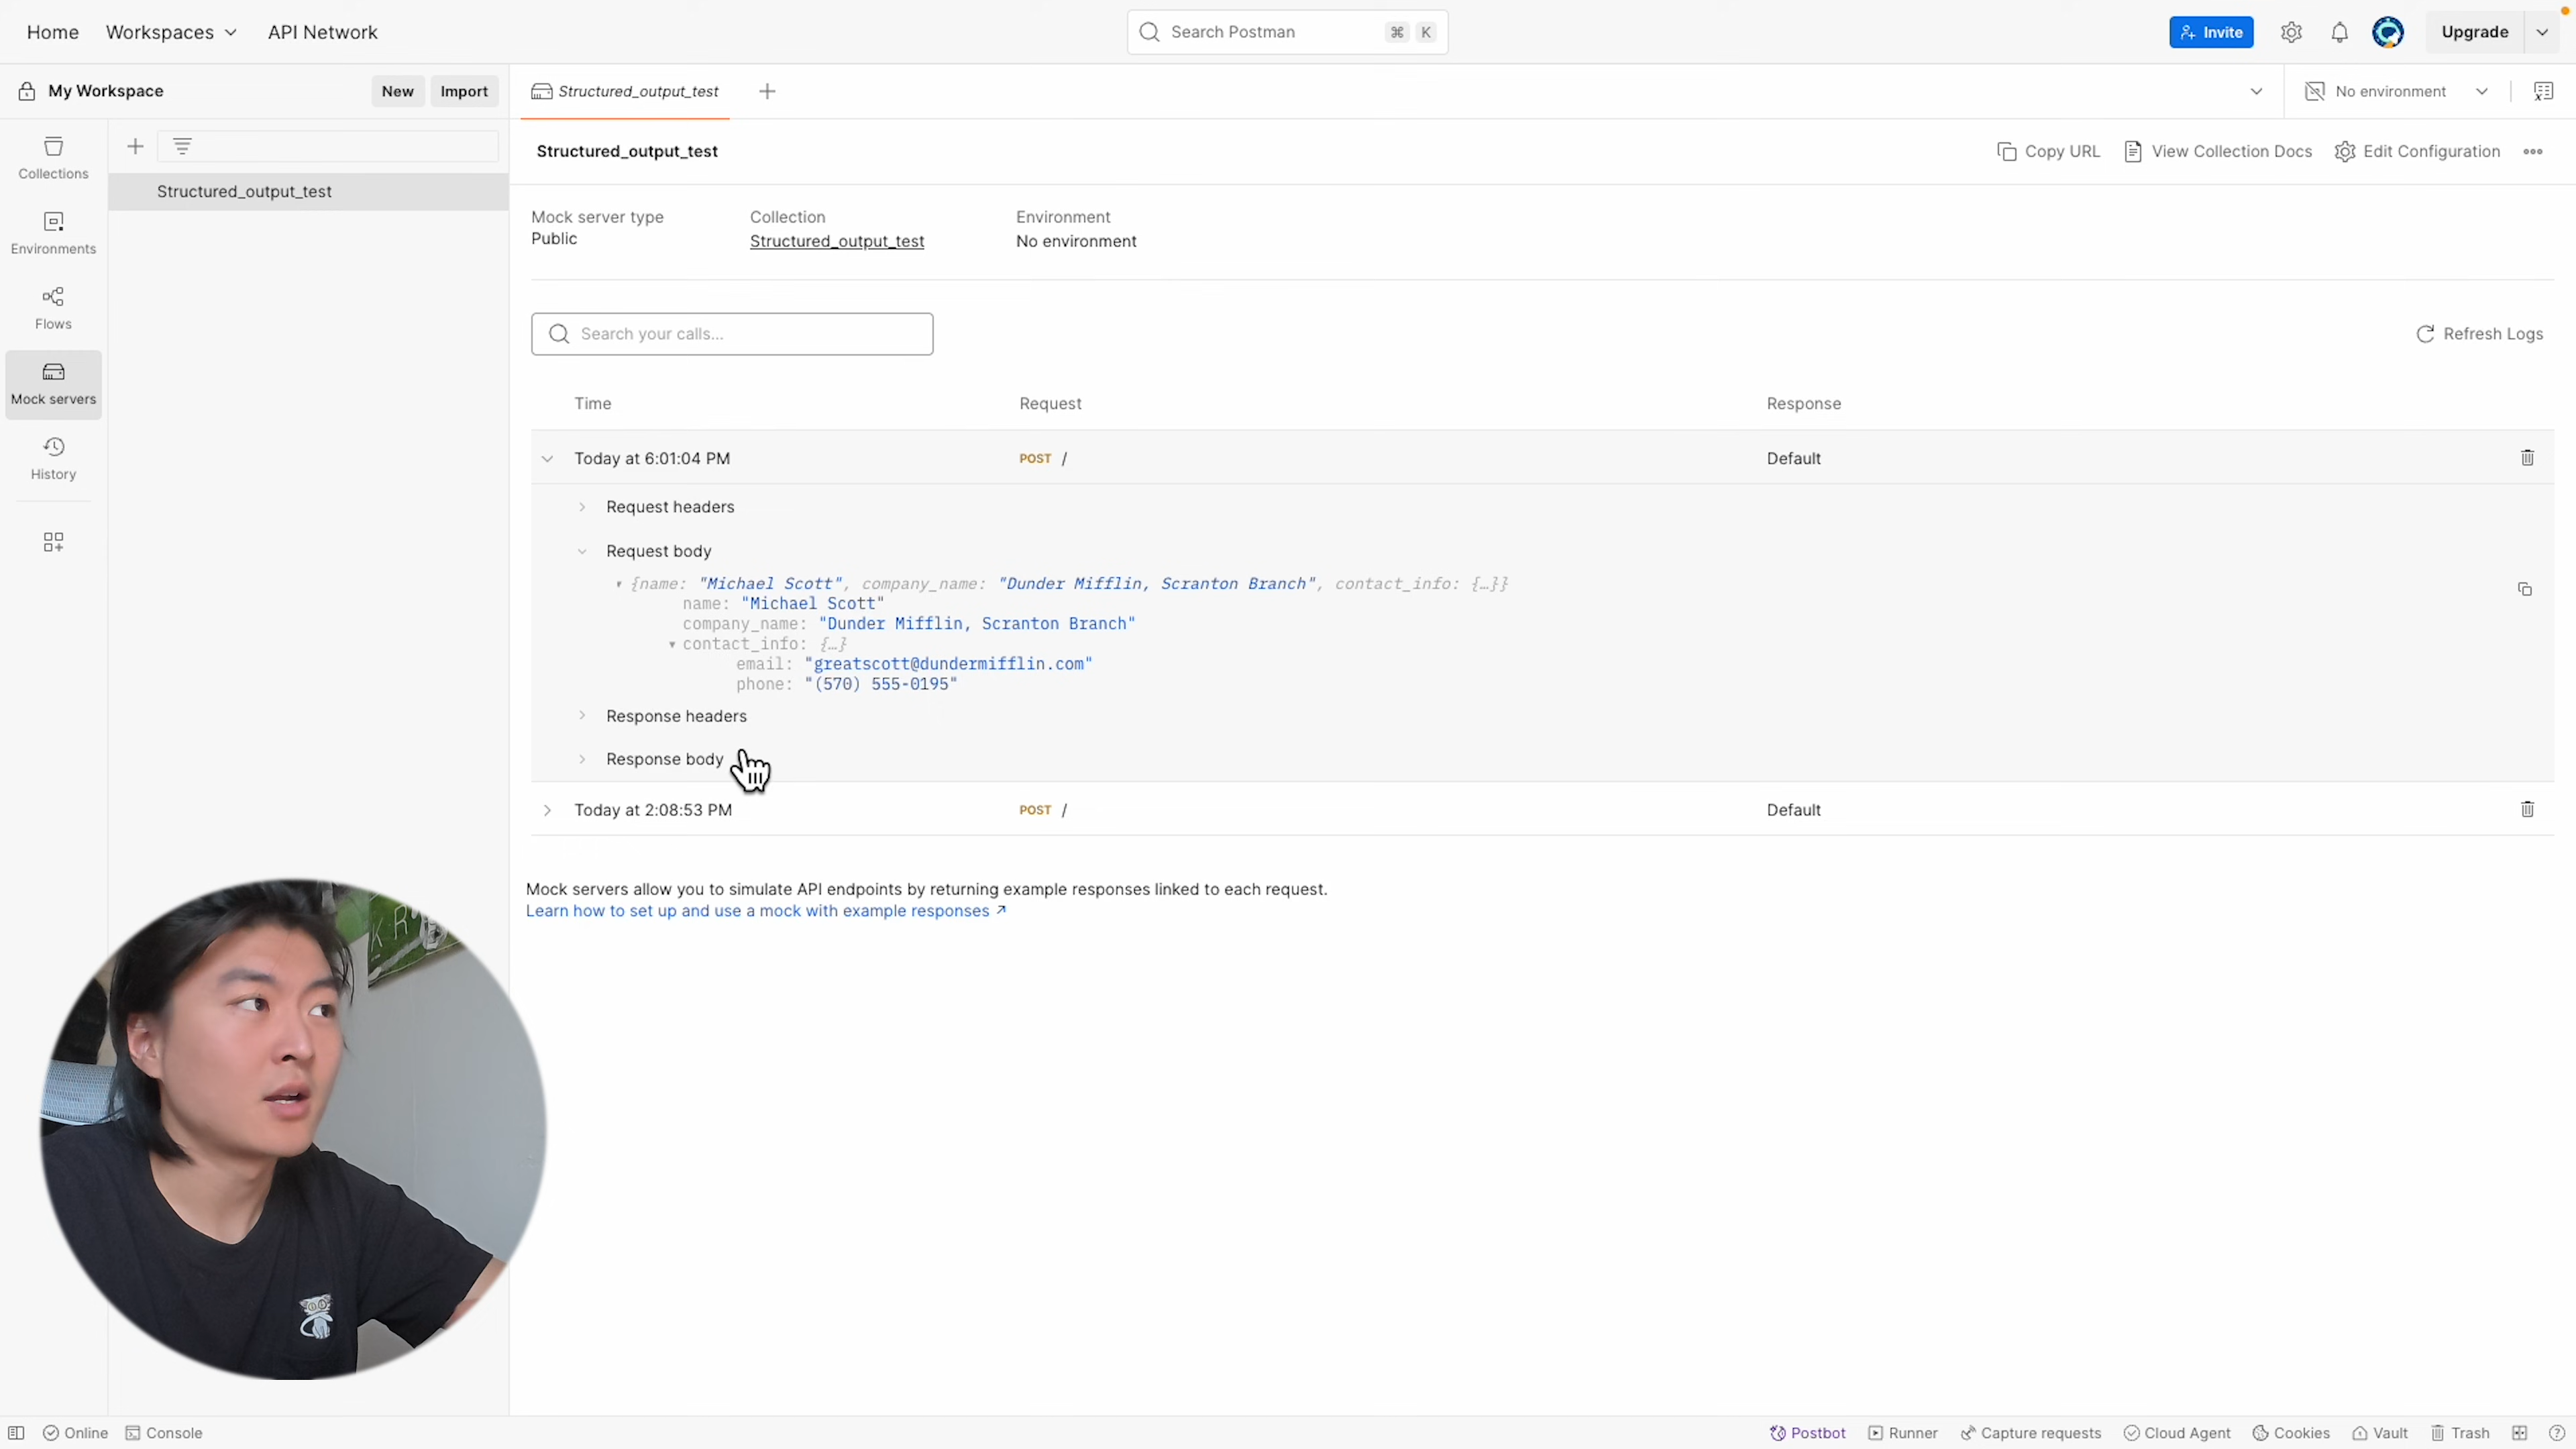 Home Workspaces API Network Search Postman ⌘ K Invite Upgrade
My Workspace New Import Structured_output_test No environment
Collections
Environments
Flows
Mock servers
History
Structured_output_test
Structured_output_test Copy URL View Collection Docs Edit Configuration
Mock server type Collection Environment
Public Structured_output_test No environment
Search your calls... Refresh Logs
Time Request Response
Today at 6:01:04 PM POST / Default
Request headers
Request body
{name: "Michael Scott", company_name: "Dunder Mifflin, Scranton Branch", contact_info: {…}}
name: "Michael Scott"
company_name: "Dunder Mifflin, Scranton Branch"
contact_info: {…}
email: "greatscott@dundermifflin.com"
phone: "(570) 555-0195"
Response headers
Response body
Today at 2:08:53 PM POST / Default
Mock servers allow you to simulate API endpoints by returning example responses linked to each request.
Learn how to set up and use a mock with example responses ↗
Online Console Postbot Runner Capture requests Cloud Agent Cookies Vault Trash